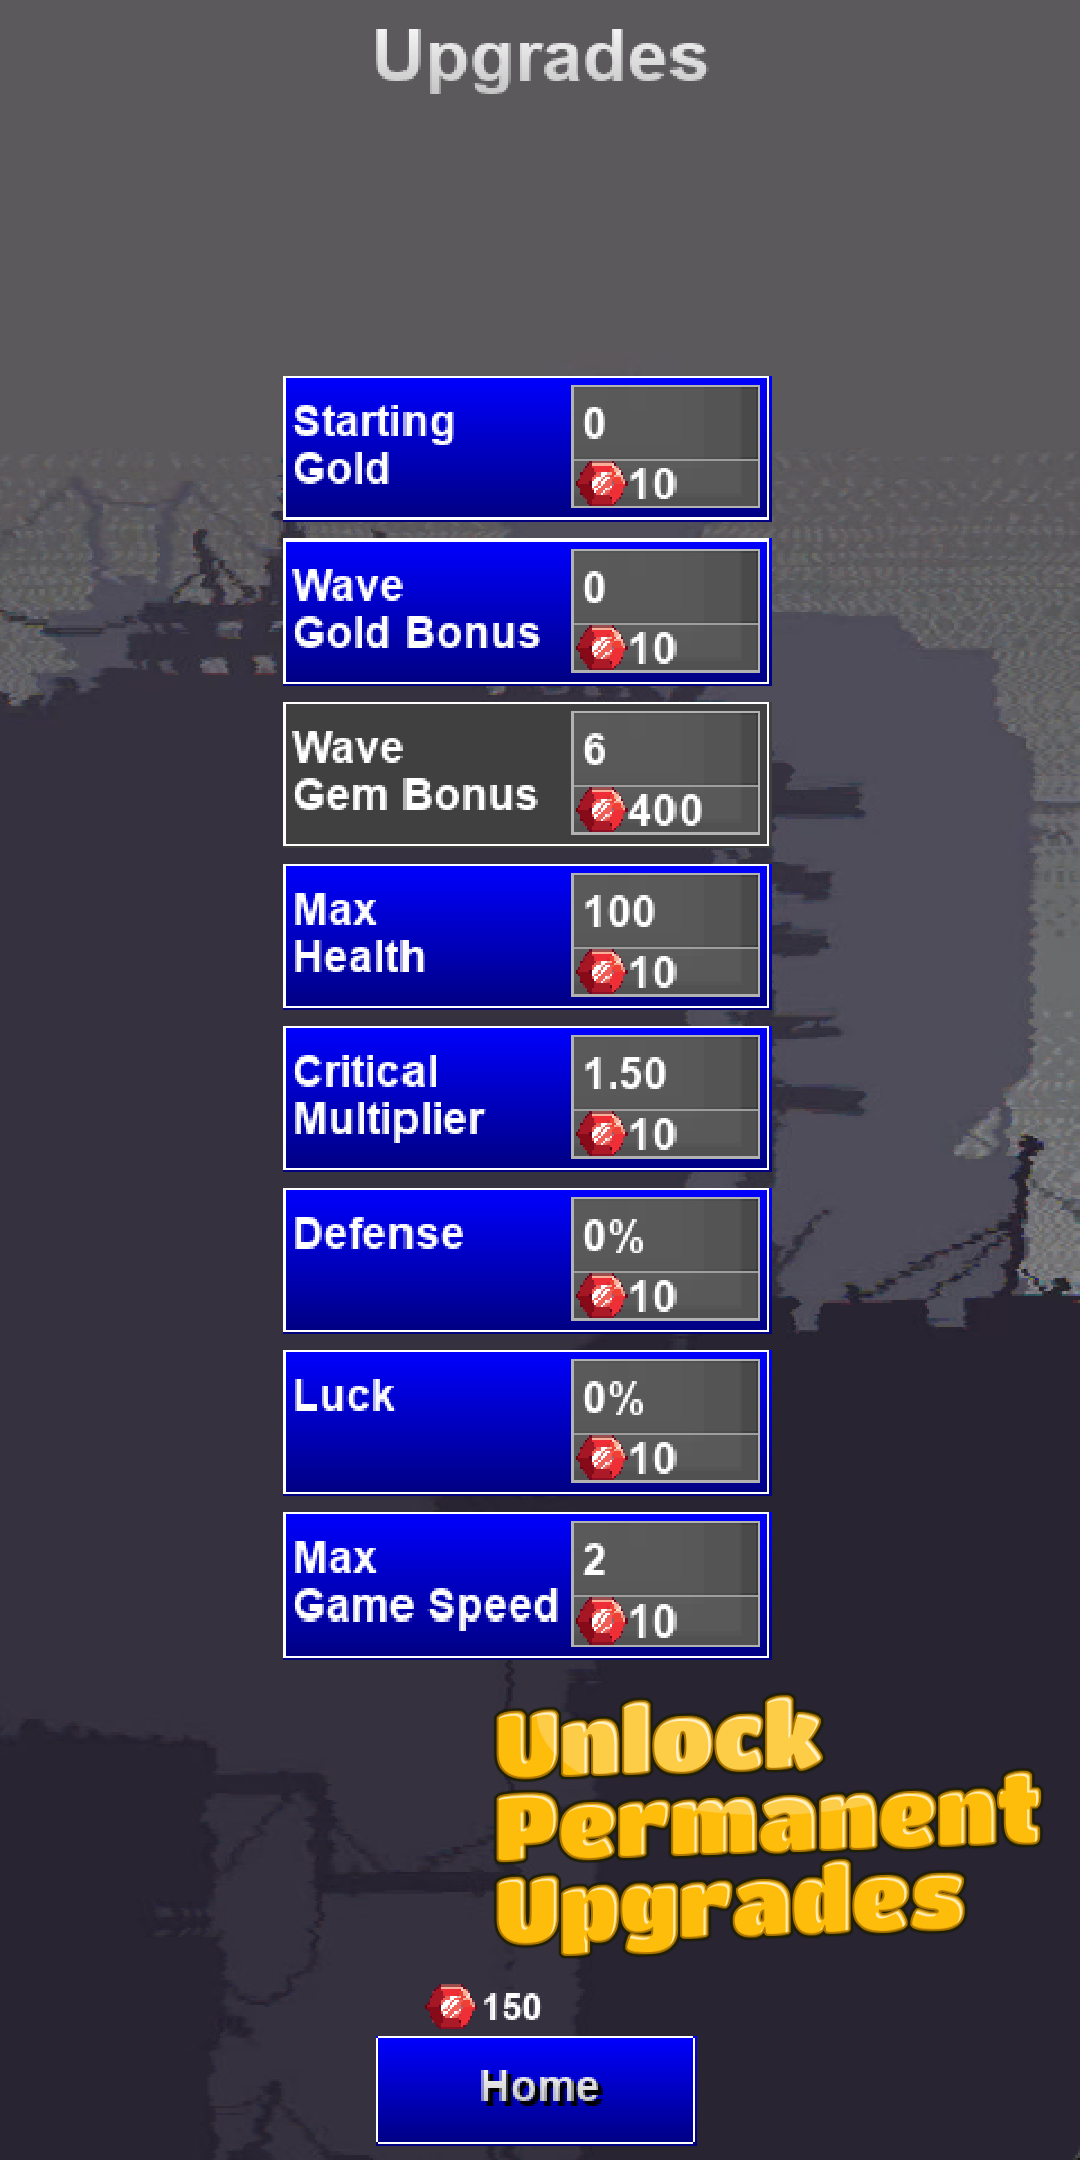 Upgrades
Starting
Gold
0
10
Wave
Gold Bonus
0
10
Wave
Gem Bonus
6
400
Max
Health
100
10
Critical
Multiplier
1.50
10
Defense
0%
10
Luck
0%
10
Max
Game Speed
2
10
Unlock
Permanent
Upgrades
150
Home